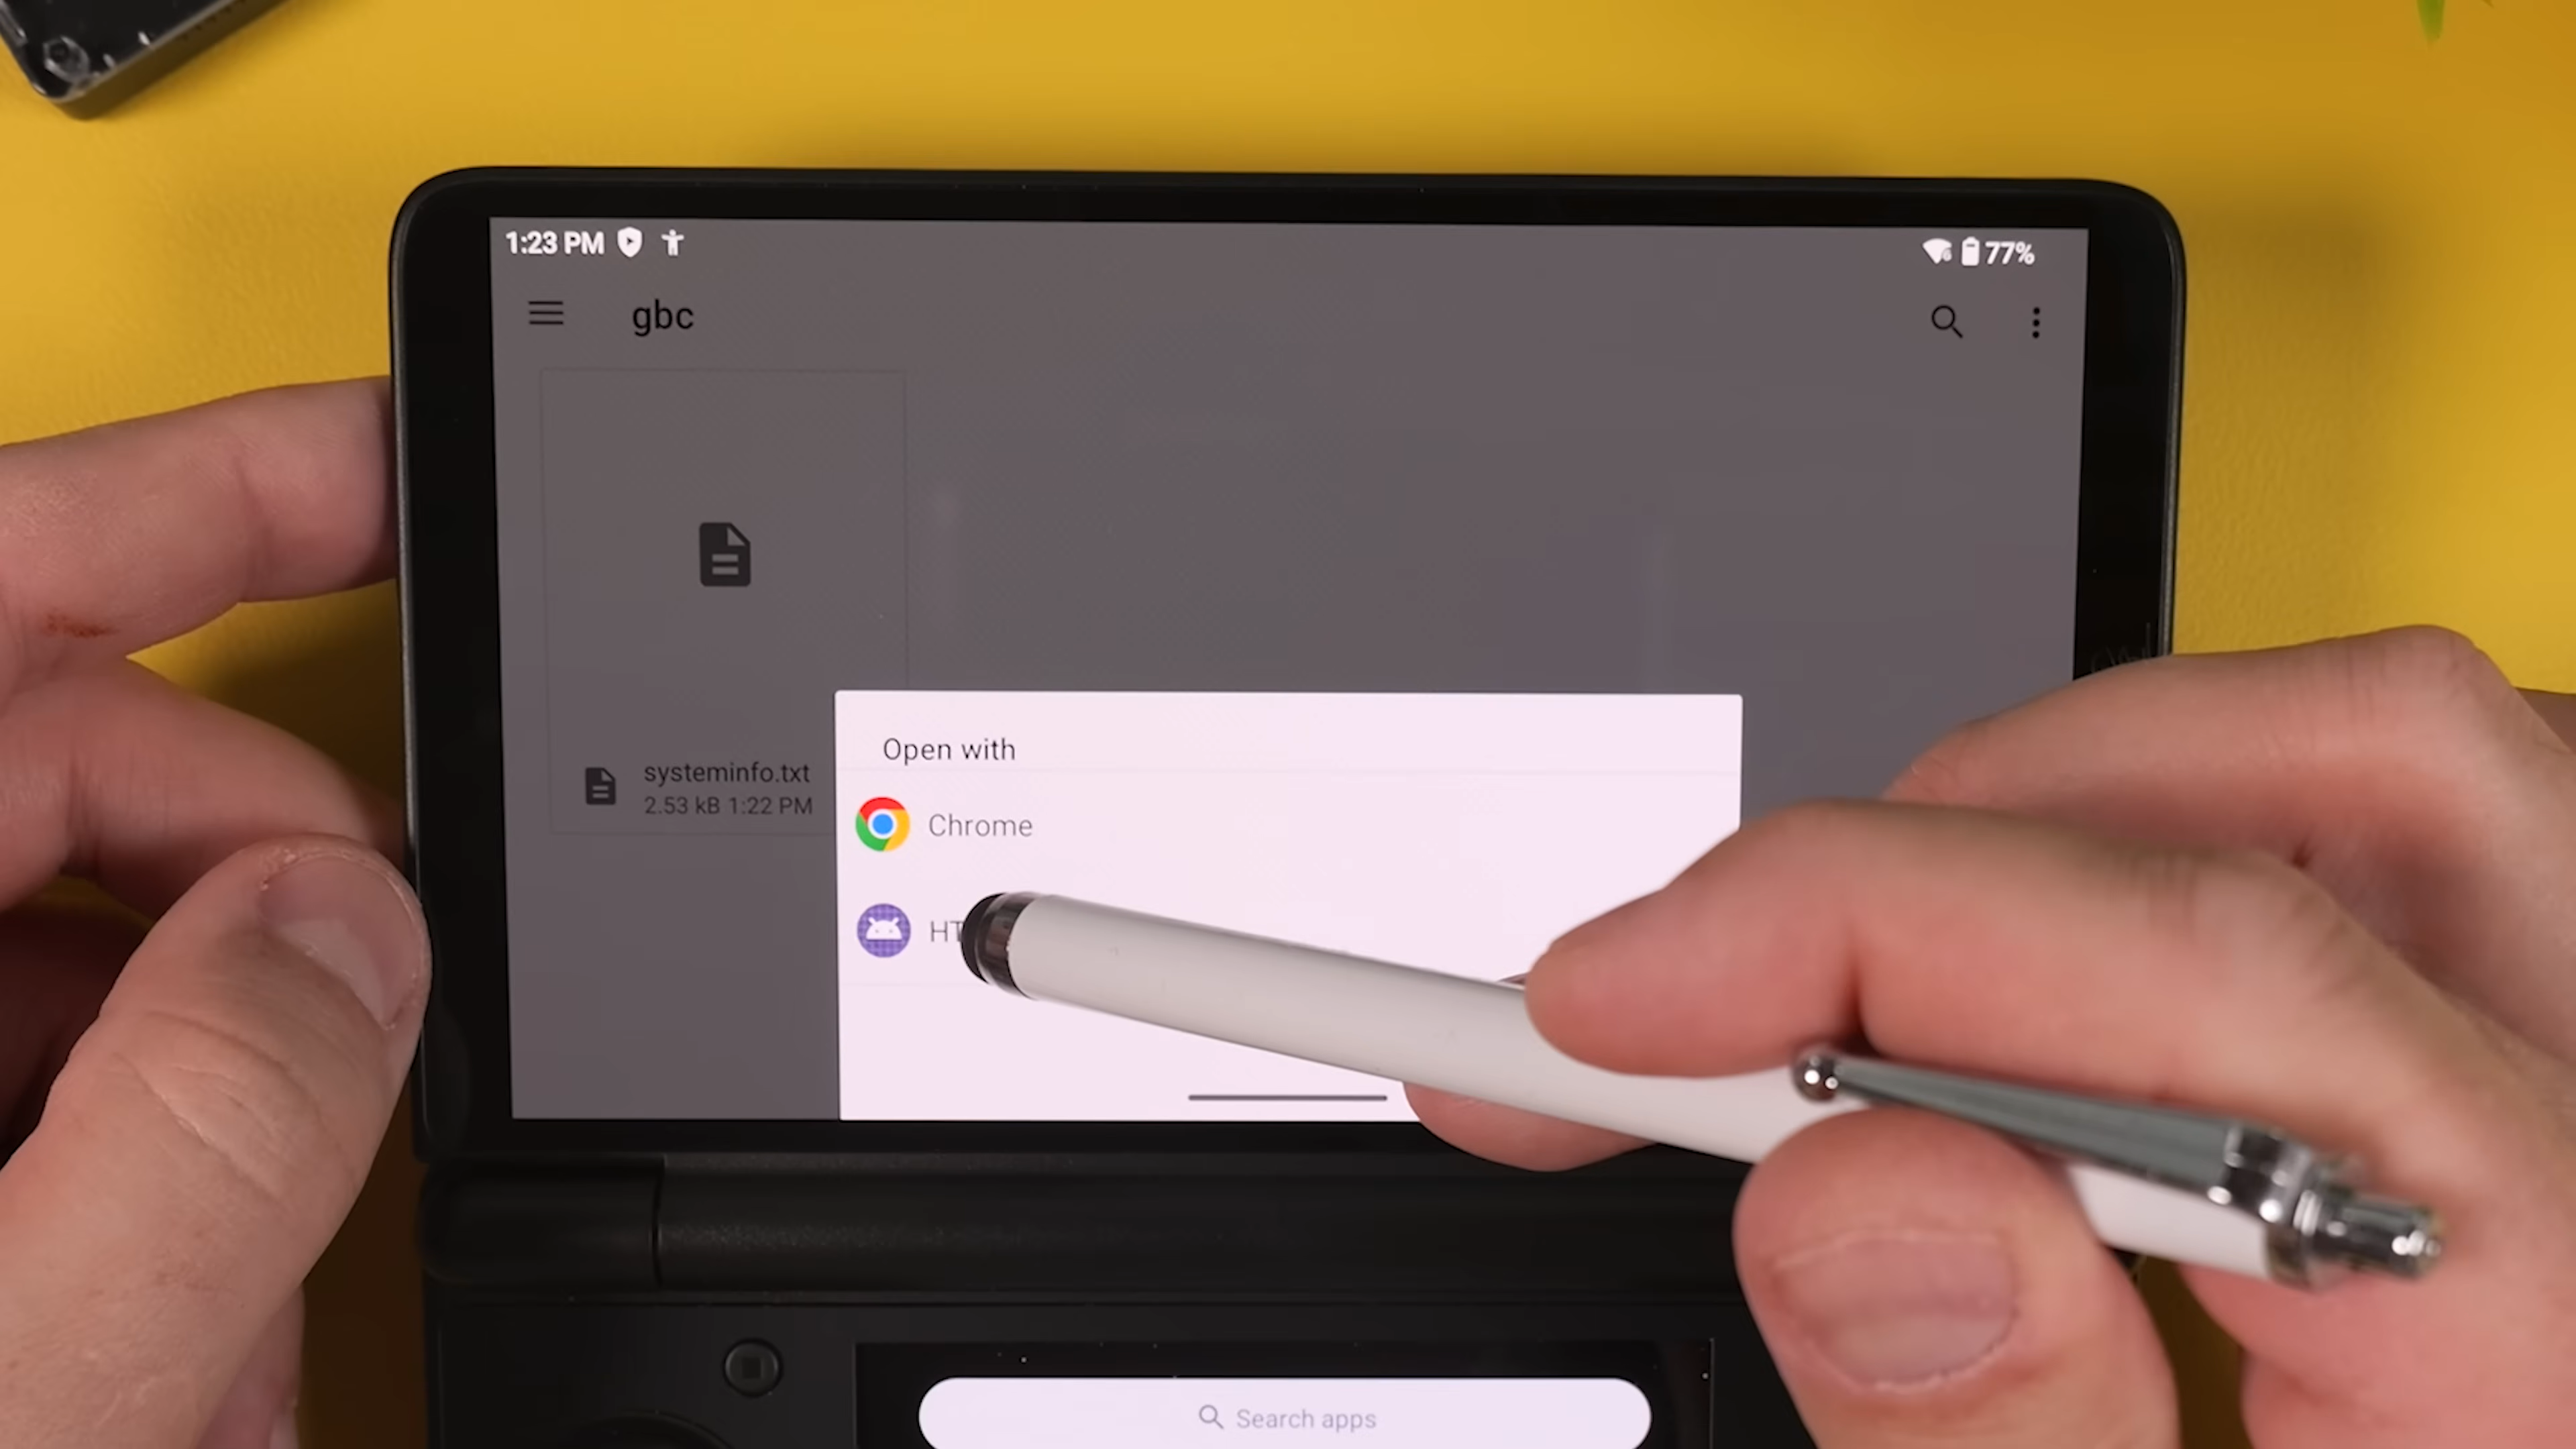 1:23 PM
77%
gbc
systeminfo.txt
2.53 kB 1:22 PM
Open with
Chrome
Search apps